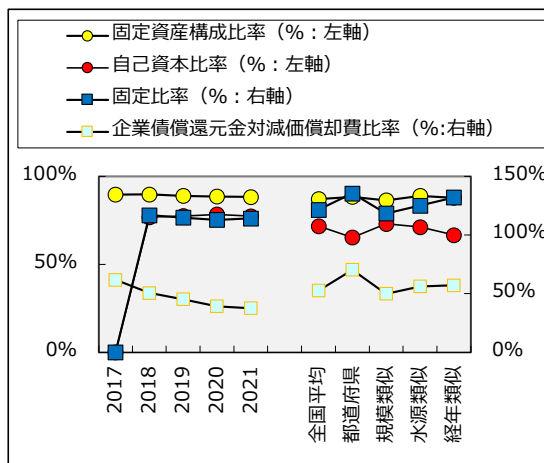 固定資産構成比率（%：左軸）
自己資本比率（%：左軸）
固定比率（%：右軸）
企業債償還元金対減価償却費比率（%:右軸）
100%
50%
0%
150%
100%
50%
0%
2017
2018
2019
2020
2021
全国平均
都道府県
規模類似
水源類似
経年類似